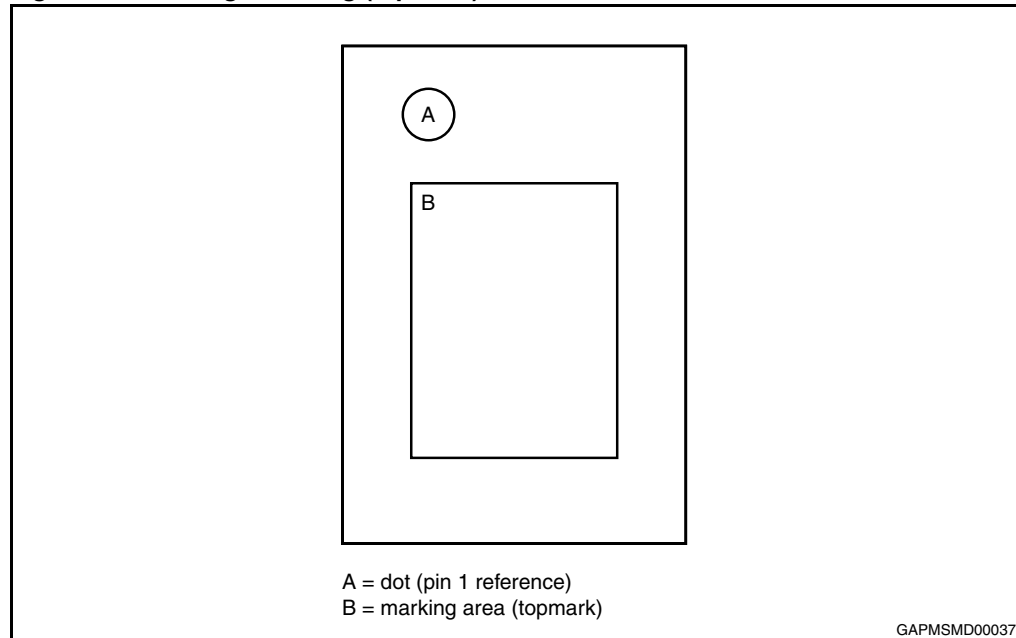 A
B
A = dot (pin 1 reference)
B = marking area (topmark)
GAPMSMD00037